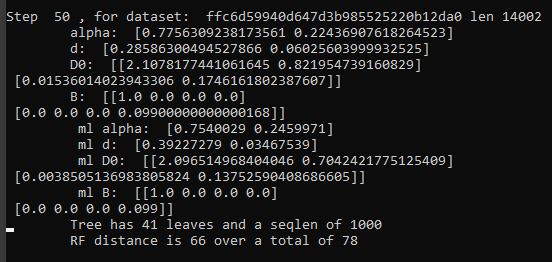 Step  50 , for dataset:  ffc6d59940d647d3b985525220b12da0 len 14002
alpha:  [0.7756309238173561 0.22436907618264523]
d:  [0.28586300494527866 0.06025603999932525]
D0:  [[2.1078177441061645 0.821954739160829]
[0.01536014023943306 0.1746161802387607]]
B:  [[1.0 0.0 0.0 0.0]
[0.0 0.0 0.0 0.09900000000000168]]
ml alpha:  [0.7540029 0.2459971]
ml d:  [0.39227279 0.03467539]
ml D0:  [[2.096514968404046 0.7042421775125409]
[0.0038505136983805824 0.13752590408686605]]
ml B:  [[1.0 0.0 0.0 0.0]
[0.0 0.0 0.0 0.099]]
Tree has 41 leaves and a seqlen of 1000
RF distance is 66 over a total of 78